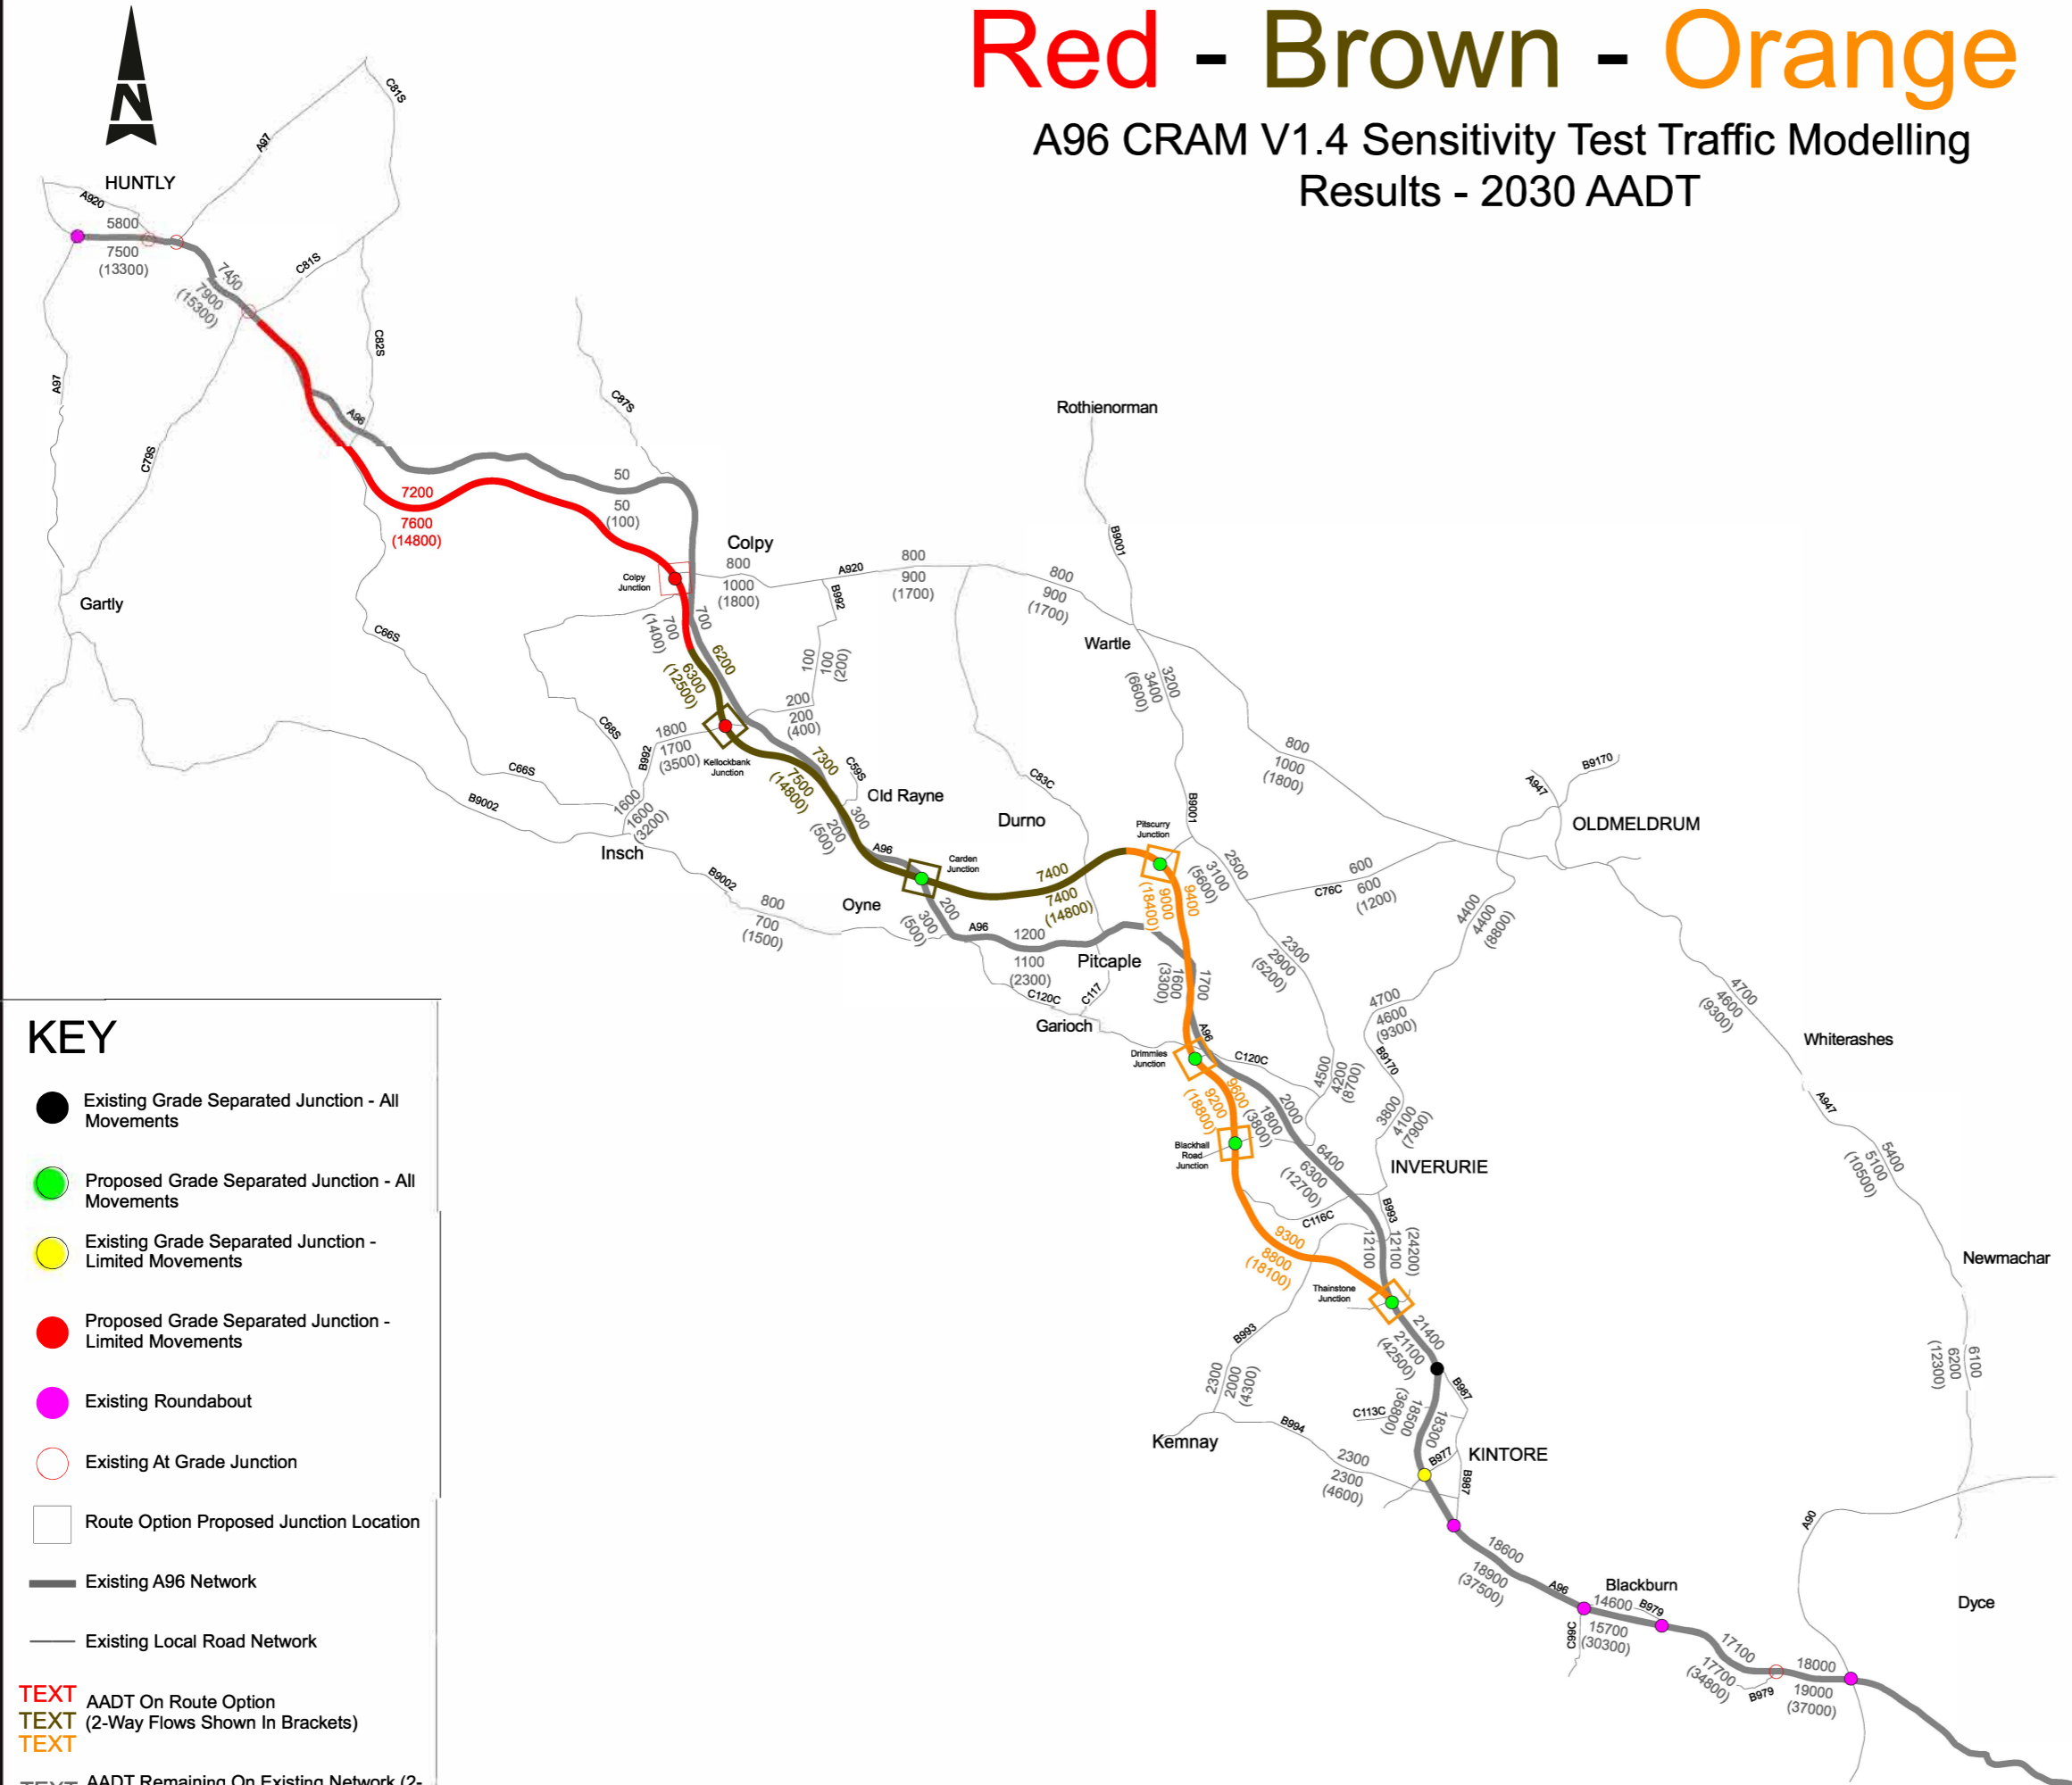 Red - Brown - Orange
A96 CRAM V1.4 Sensitivity Test Traffic Modelling
Results - 2030 AADT
N
C81S
A97
HUNTLY
A920
5800
7500
(13300)
7400
7900
(15300)
C81S
C82S
A97
C79S
A96
C87S
50
50
(100)
7200
7600
(14800)
Rothienorman
B9001
Colpy
Colpy
Junction
800
1000
(1800)
A920
B992
800
900
(1700)
800
900
(1700)
Gartly
C66S
700
700
(1400)
6200
6300
(12500)
100
100
(200)
Wartle
3200
3400
(6600)
200
200
(400)
C68S
B992
1800
1700
(3500)
Kellockbank
Junction
C66S
B9002
1600
1600
(3200)
Insch
7300
7500
(14800)
C59S
Old Rayne
300
200
(500)
Durno
C83C
800
1000
(1800)
A947
B9170
OLDMELDRUM
B9001
Pitscurry
Junction
A96
Carden
Junction
B9002
800
700
(1500)
Oyne
200
300
(500)
7400
7400
(14800)
9400
9000
(18400)
2500
3100
(5600)
600
C76C
600
(1200)
4400
4400
(8800)
A96
1200
1100
(2300)
Pitcaple
C120C
C117
Garioch
1700
1600
(3300)
2300
2900
(5200)
4700
4600
(9300)
B9170
4700
4600
(9300)
Whiterashes
A947
A96
Drimmies
Junction
C120C
4500
4200
(8700)
3800
4100
(7900)
9600
9200
(18800)
2000
1800
(3800)
Blackhall
Road
Junction
6400
6300
(12700)
INVERURIE
5400
5100
(10500)
C116C
B993
12100
12100
(24200)
9300
8800
(18100)
Newmachar
Thainstone
Junction
21400
21100
(42500)
6100
6200
(12300)
B993
2300
2000
(4300)
B987
C113C
18300
18500
(36800)
Kemnay
B994
2300
2300
(4600)
B977
KINTORE
B987
A90
18600
18900
(37500)
A96
Blackburn
14600
B979
15700
(30300)
C99C
Dyce
17100
17700
(34800)
B979
18000
19000
(37000)
KEY
Existing Grade Separated Junction - All
Movements
Proposed Grade Separated Junction - All
Movements
Existing Grade Separated Junction -
Limited Movements
Proposed Grade Separated Junction -
Limited Movements
Existing Roundabout
Existing At Grade Junction
Route Option Proposed Junction Location
Existing A96 Network
Existing Local Road Network
TEXT
TEXT
TEXT
AADT On Route Option
(2-Way Flows Shown In Brackets)
TEXT AADT Remaining On Existing Network (2-